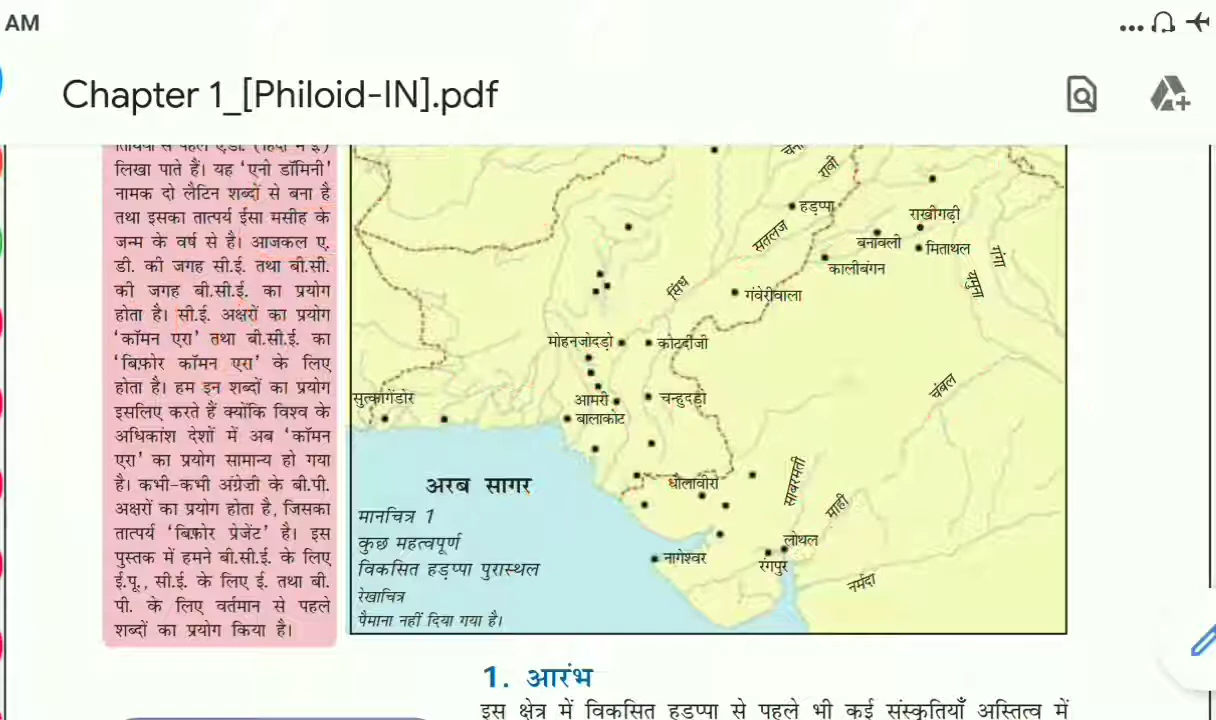 AM
Chapter 1_[Philoid-IN].pdf
लिखा पाते हैं। यह ‘एनी डॉमिनी’
नामक दो लैटिन शब्दों से बना है
तथा इसका तात्पर्य ईसा मसीह के
जन्म के वर्ष से है। आजकल ए.
डी. की जगह सी.ई. तथा बी.सी.
की जगह बी.सी.ई. का प्रयोग
होता है। सी.ई. अक्षरों का प्रयोग
‘कॉमन एरा’ तथा बी.सी.ई. का
‘बिफ़ोर कॉमन एरा’ के लिए
होता है। हम इन शब्दों का प्रयोग
इसलिए करते हैं क्योंकि विश्व के
अधिकांश देशों में अब ‘कॉमन
एरा’ का प्रयोग सामान्य हो गया
है। कभी-कभी अंग्रेज़ी के बी.पी.
अक्षरों का प्रयोग होता है, जिसका
तात्पर्य ‘बिफ़ोर प्रेजेंट’ है। इस
पुस्तक में हमने बी.सी.ई. के लिए
ई.पू., सी.ई. के लिए ई. तथा बी.
पी. के लिए वर्तमान से पहले
शब्दों का प्रयोग किया है।
रावी
हड़प्पा
सतलज
राखीगढ़ी
बनावली
मिताथल
गंगा
यमुना
कालीबंगन
सिंध
गंवेरीवाला
मोहनजोदड़ो
कोटदीजी
सुत्कागेंडोर
आमरी
चन्हुदड़ो
बालाकोट
चंबल
धौलावीरा
साबरमती
माही
लोथल
नागेश्वर
रंगपुर
नर्मदा
अरब सागर
मानचित्र 1
कुछ महत्वपूर्ण
विकसित हड़प्पा पुरास्थल
रेखाचित्र
पैमाना नहीं दिया गया है।
1. आरंभ
इस क्षेत्र में विकसित हड़प्पा से पहले भी कई संस्कृतियाँ अस्तित्व में